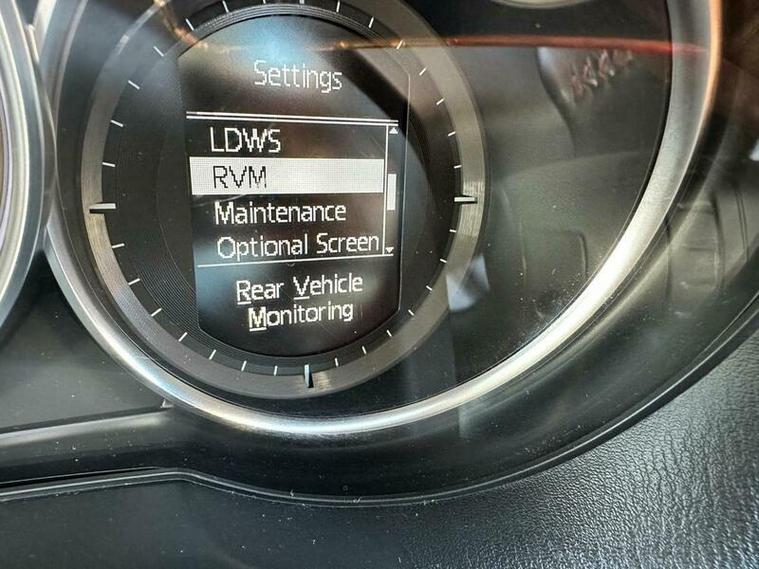 Settings
LDWS
RVM
Maintenance
Optional Screen
Rear Vehicle
Monitoring